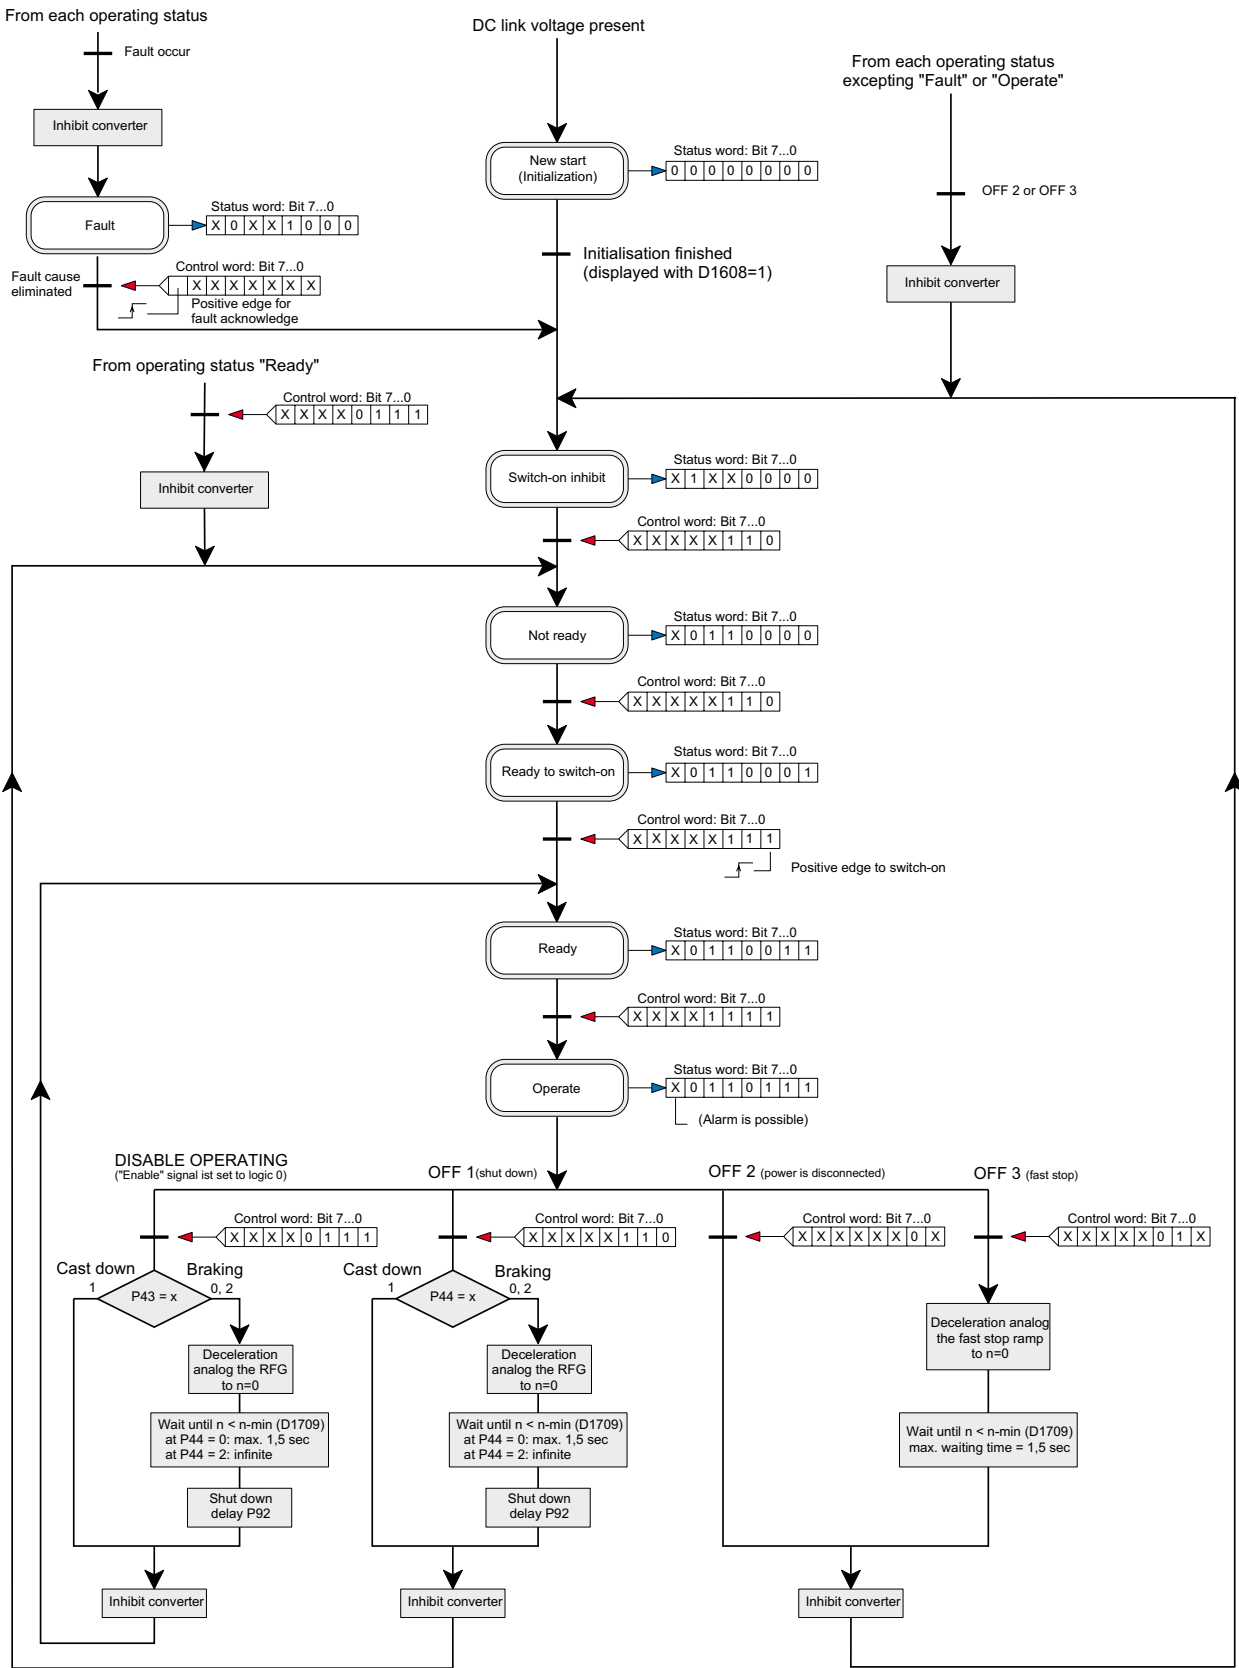 From each operating status
Fault occur
Inhibit converter
Fault
Status word: Bit 7...0
X 0 X X 1 0 0 0
Fault cause
eliminated
Control word: Bit 7...0
X X X X X X X
Positive edge for
fault acknowledge
DC link voltage present
New start
(Initialization)
Status word: Bit 7...0
0 0 0 0 0 0 0 0
Initialisation finished
(displayed with D1608=1)
From each operating status
excepting "Fault" or "Operate"
OFF 2 or OFF 3
Inhibit converter
From operating status "Ready"
Control word: Bit 7...0
X X X X 0 1 1 1
Inhibit converter
Switch-on inhibit
Status word: Bit 7...0
X 1 X X 0 0 0 0
Control word: Bit 7...0
X X X X X 1 1 0
Not ready
Status word: Bit 7...0
X 0 1 1 0 0 0 0
Control word: Bit 7...0
X X X X X 1 1 0
Ready to switch-on
Status word: Bit 7...0
X 0 1 1 0 0 0 1
Control word: Bit 7...0
X X X X X 1 1 1
Positive edge to switch-on
Ready
Status word: Bit 7...0
X 0 1 1 0 0 1 1
Control word: Bit 7...0
X X X X 1 1 1 1
Operate
Status word: Bit 7...0
X 0 1 1 0 1 1 1
(Alarm is possible)
DISABLE OPERATING
("Enable" signal ist set to logic 0)
Control word: Bit 7...0
X X X X 0 1 1 1
Cast down
1
Braking
0, 2
P43 = x
Deceleration
analog the RFG
to n=0
Wait until n < n-min (D1709)
at P44 = 0: max. 1,5 sec
at P44 = 2: infinite
Shut down
delay P92
Inhibit converter
OFF 1 (shut down)
Control word: Bit 7...0
X X X X X 1 1 0
Cast down
1
Braking
0, 2
P44 = x
Deceleration
analog the RFG
to n=0
Wait until n < n-min (D1709)
at P44 = 0: max. 1,5 sec
at P44 = 2: infinite
Shut down
delay P92
Inhibit converter
OFF 2 (power is disconnected)
Control word: Bit 7...0
X X X X X X 0 X
OFF 3 (fast stop)
Control word: Bit 7...0
X X X X X 0 1 X
Deceleration analog
the fast stop ramp
to n=0
Wait until n < n-min (D1709)
max. waiting time = 1,5 sec
Inhibit converter